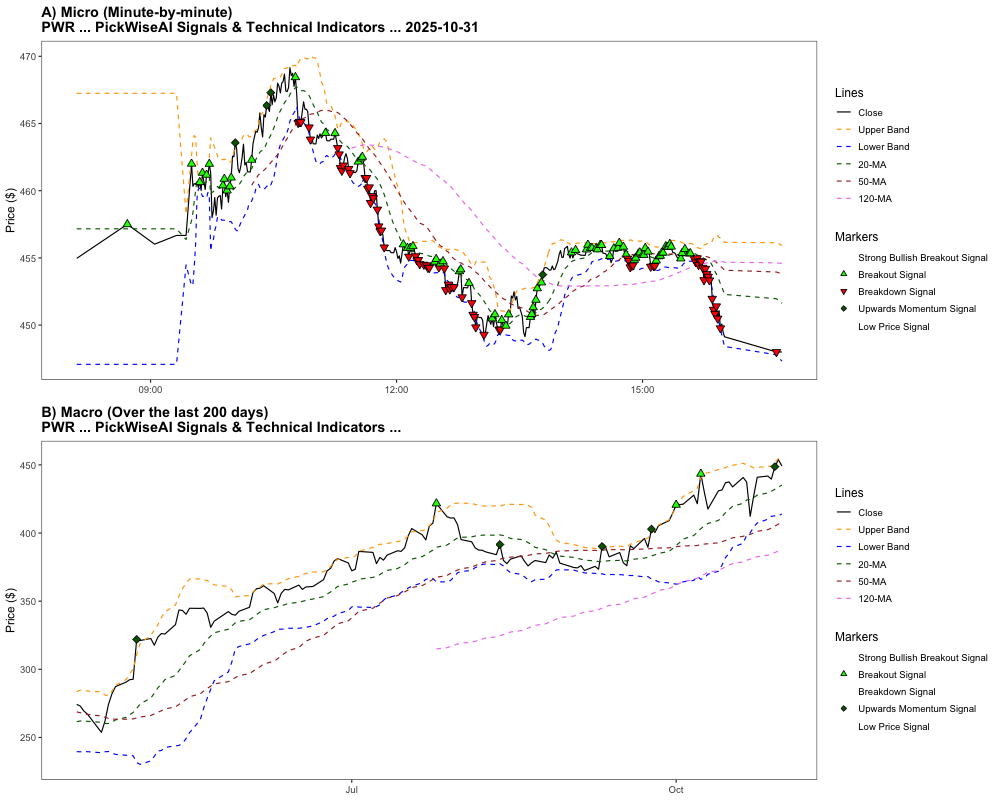 A) Micro (Minute-by-minute)
PWR ... PickWiseAI Signals & Technical Indicators ... 2025-10-31
Price ($)
470
465
460
455
450
09:00
12:00
15:00
Lines
Close
Upper Band
Lower Band
20-MA
50-MA
120-MA
Markers
Strong Bullish Breakout Signal
Breakout Signal
Breakdown Signal
Upwards Momentum Signal
Low Price Signal
B) Macro (Over the last 200 days)
PWR ... PickWiseAI Signals & Technical Indicators ...
Price ($)
450
400
350
300
250
Jul
Oct
Lines
Close
Upper Band
Lower Band
20-MA
50-MA
120-MA
Markers
Strong Bullish Breakout Signal
Breakout Signal
Breakdown Signal
Upwards Momentum Signal
Low Price Signal